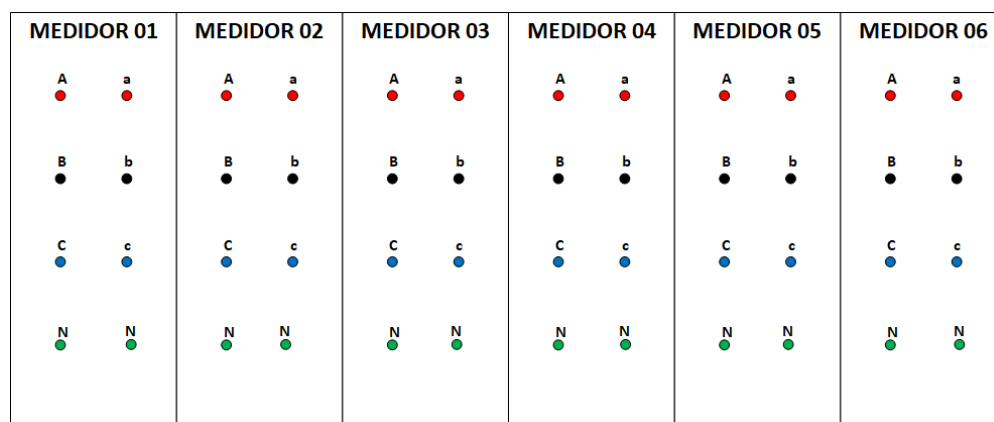 MEDIDOR 01 MEDIDOR 02 MEDIDOR 03 MEDIDOR 04 MEDIDOR 05 MEDIDOR 06
A a A a A a A a A a A a
B b B b B b B b B b B b
C c C c C c C c C c C c
N N N N N N N N N N N N